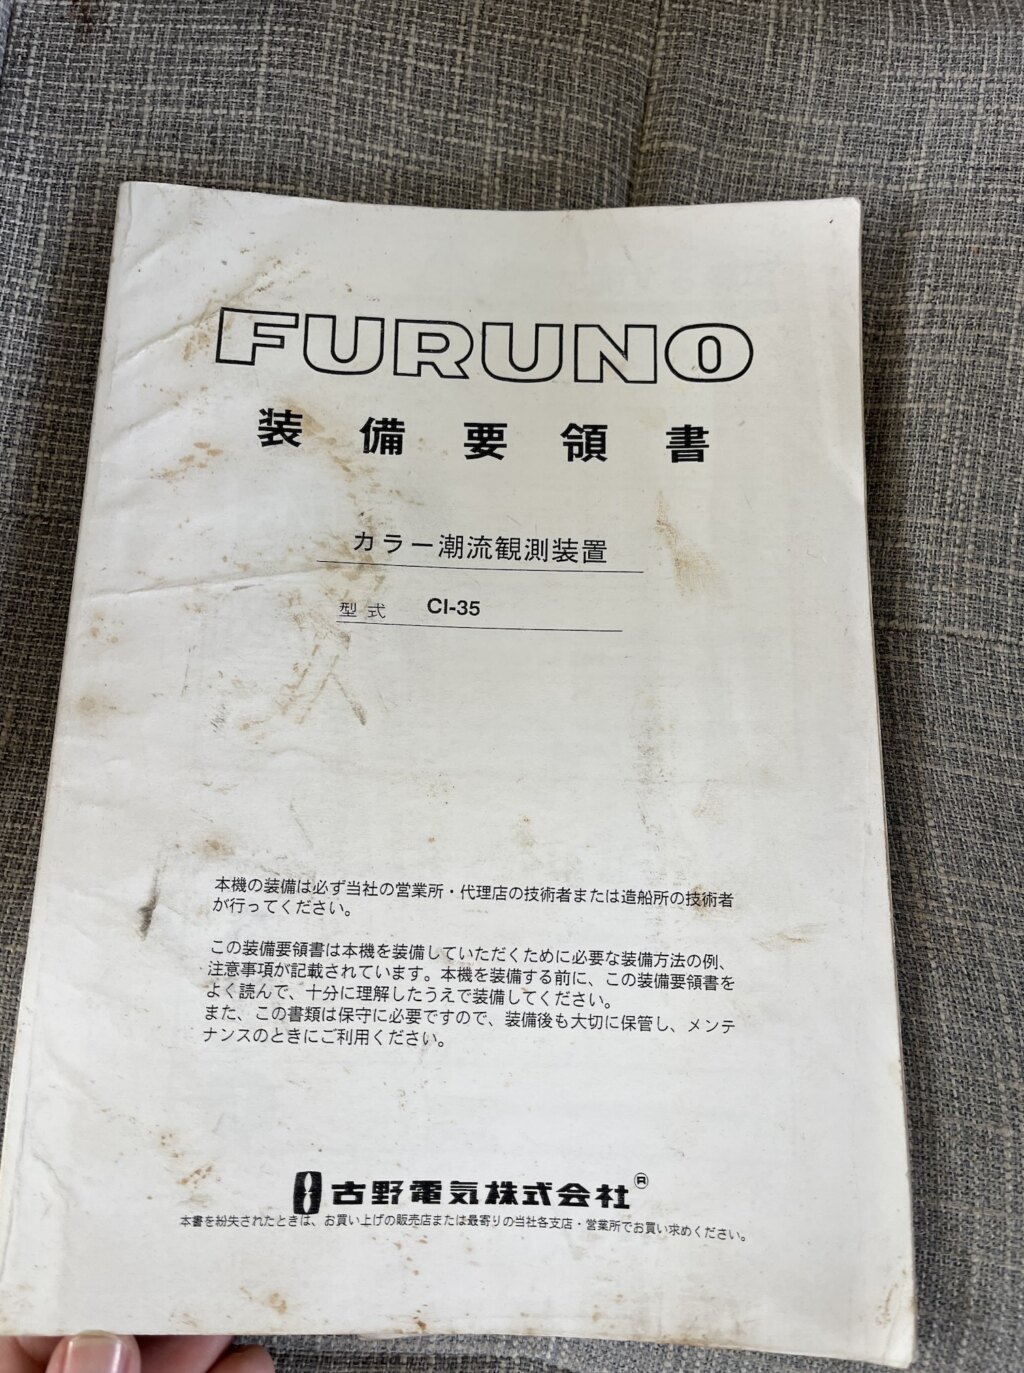 FURUNO
装備要領書
カラー潮流観測装置
型式 CI-35
本機の装備は必ず当社の営業所・代理店の技術者または造船所の技術者
が行ってください。
この装備要領書は本機を装備していただくために必要な装備方法の例、
注意事項が記載されています。本機を装備する前に、この装備要領書を
よく読んで、十分に理解したうえで装備してください。
また、この書類は保守に必要ですので、装備後も大切に保管し、メンテ
ナンスのときにご利用ください。
古野電気株式会社®
本書を紛失されたときは、お買い上げの販売店または最寄りの当社各支店・営業所でお買い求めください。